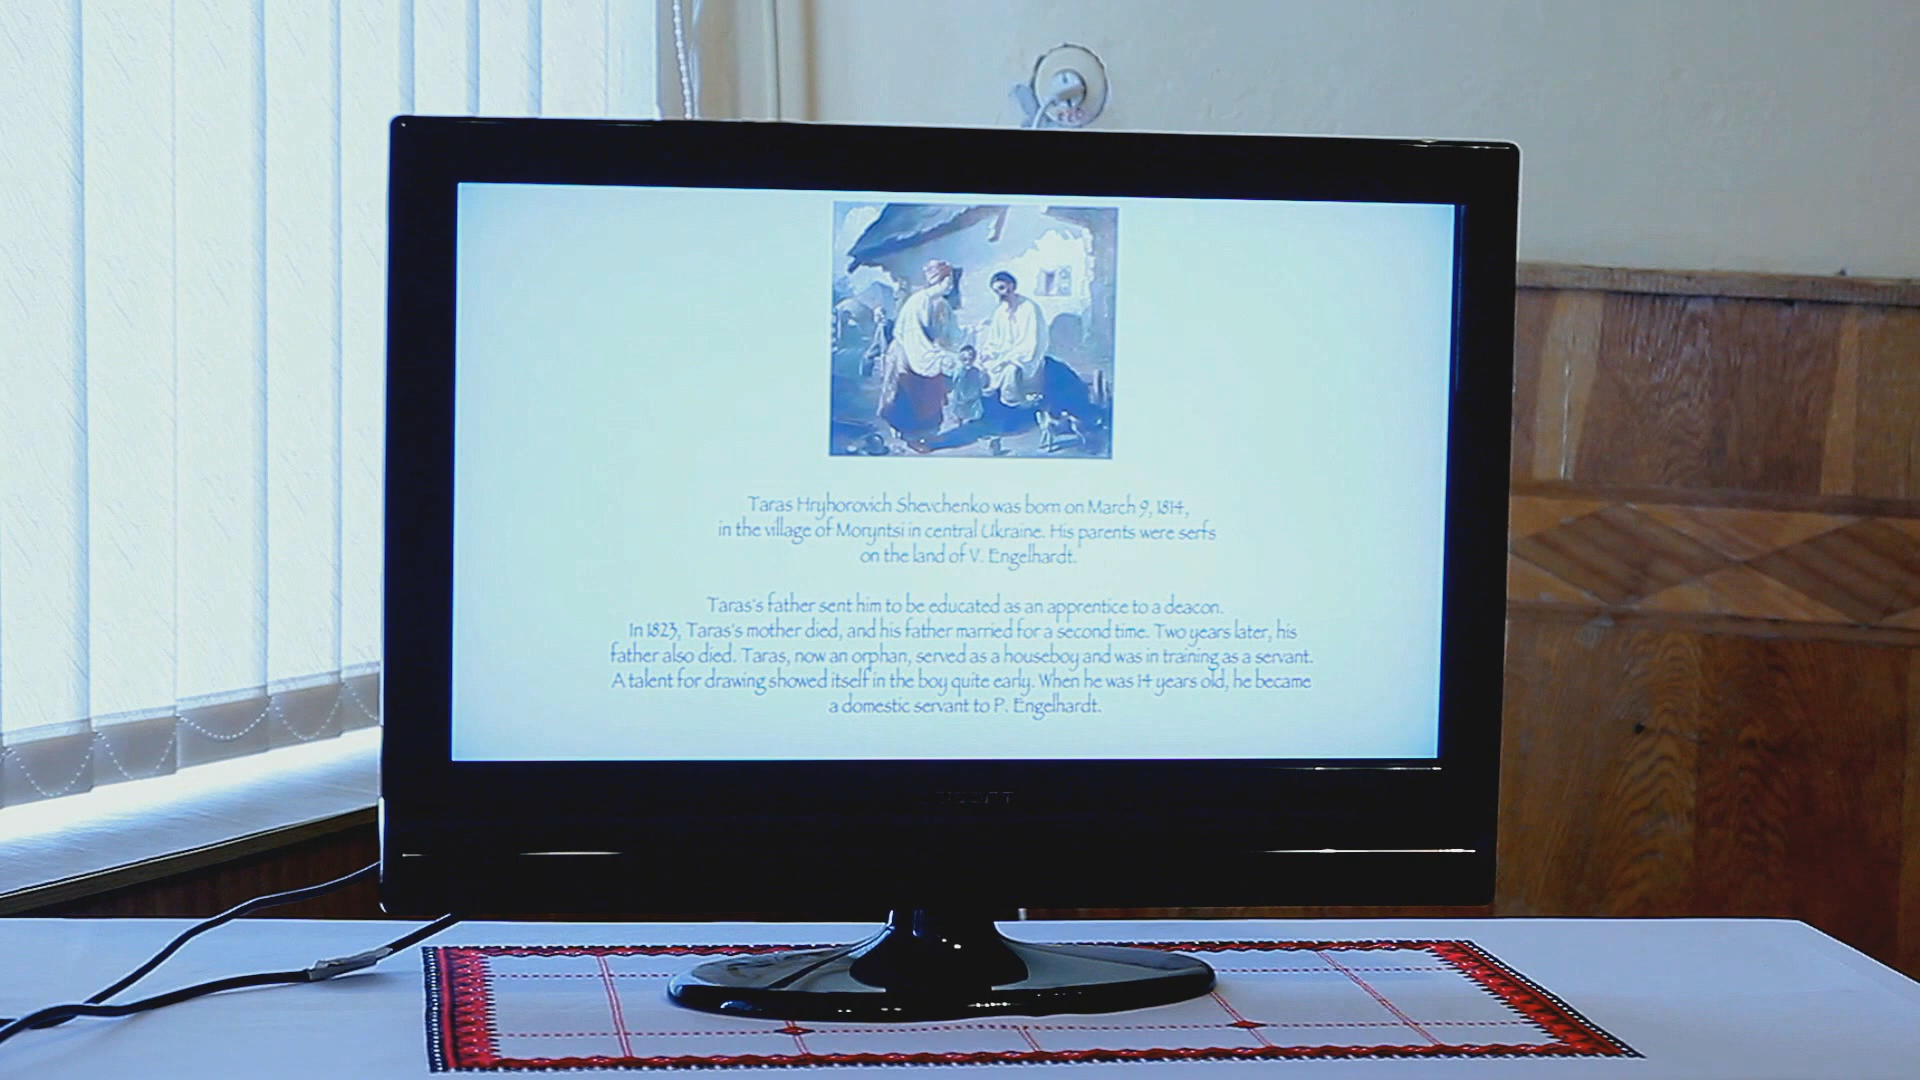 Taras Hryhorovich Shevchenko was born on March 9, 1814,
in the village of Moryntsi in central Ukraine. His parents were serfs
on the land of V. Engelhardt.
Taras's father sent him to be educated as an apprentice to a deacon.
In 1823, Taras's mother died, and his father married for a second time. Two years later, his
father also died. Taras, now an orphan, served as a houseboy and was in training as a servant.
A talent for drawing showed itself in the boy quite early. When he was 14 years old, he became
a domestic servant to P. Engelhardt.